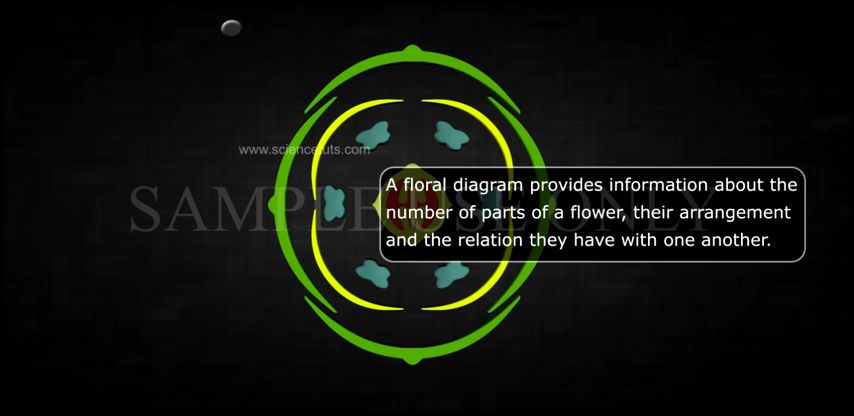 www.sciencetuts.com
A floral diagram provides information about the
number of parts of a flower, their arrangement
and the relation they have with one another.
SAMPLE USE ONLY